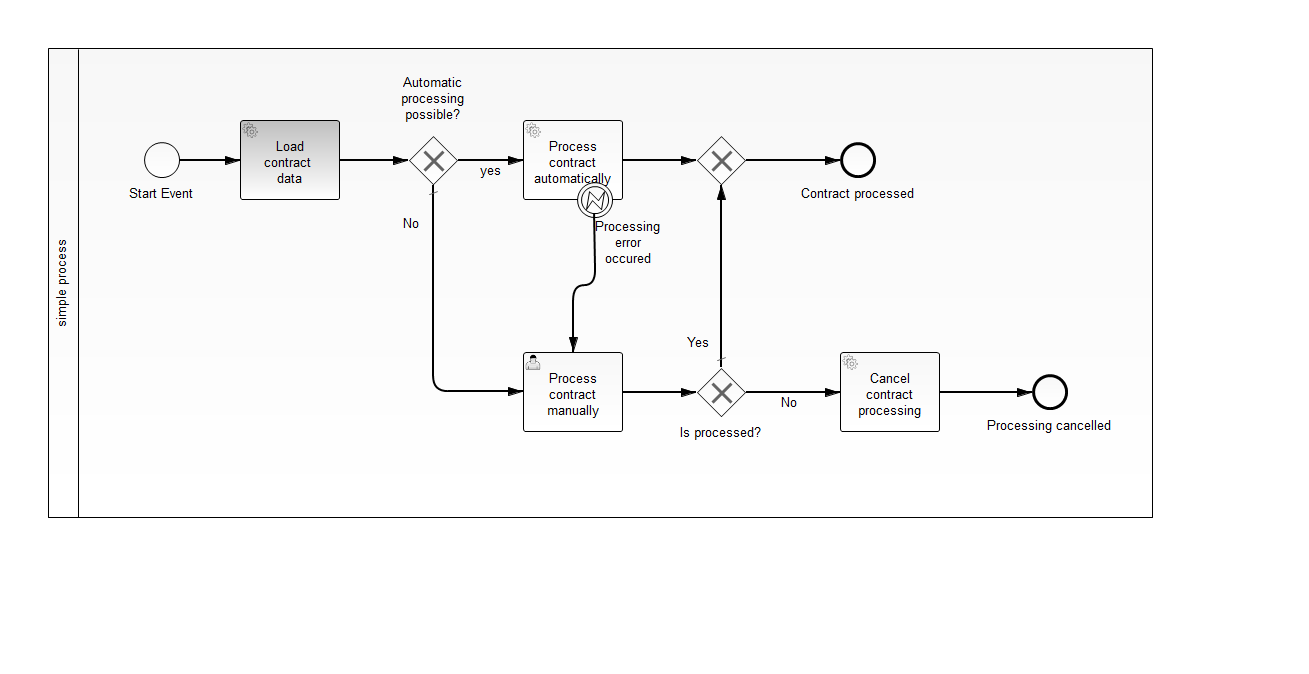 simple process
Automatic
processing
possible?
Start Event
Load
contract
data
yes
No
Process
contract
automatically
Processing
error
occured
Contract processed
Process
contract
manually
Yes
Is processed?
No
Cancel
contract
processing
Processing cancelled